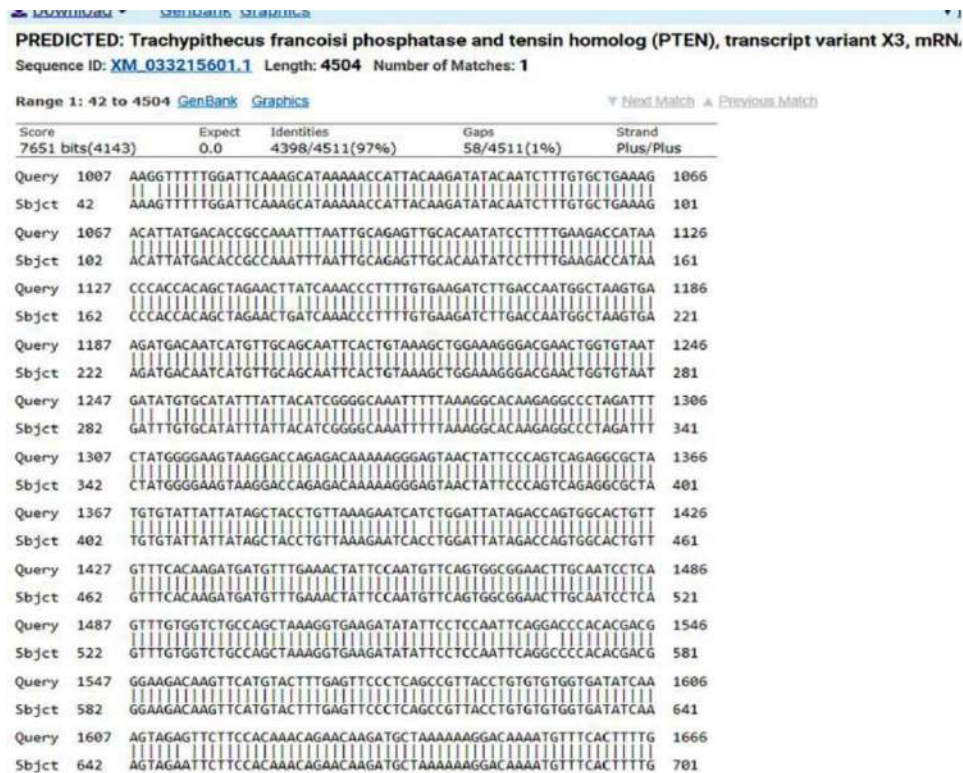 Download GenBank Graphics
PREDICTED: Trachypithecus francoisi phosphatase and tensin homolog (PTEN), transcript variant X3, mRN
Sequence ID: XM_033215601.1 Length: 4504 Number of Matches: 1
Range 1: 42 to 4504 GenBank Graphics ▼ Next Match ▲ Previous Match
Score Expect Identities Gaps Strand
7651 bits(4143) 0.0 4398/4511(97%) 58/4511(1%) Plus/Plus
Query 1007 AAGGTTTTTGGATTCAAAGCATAAAAACCATTACAAGATATACAATCTTTGTGCTGAAAG 1066
Sbjct 42 AAAGTTTTTGGATTCAAAGCATAAAAACCATTACAAGATATACAATCTTTGTGCTGAAAG 101
Query 1067 ACATTATGACACCGCCAAATTTAATTGCAGAGTTGCACAATATCCTTTTGAAGACCATAA 1126
Sbjct 102 ACATTATGACACCGCCAAATTTAATTGCAGAGTTGCACAATATCCTTTTGAAGACCATAA 161
Query 1127 CCCACCACAGCTAGAACTTATCAAACCCTTTTGTGAAGATCTTGACCAATGGCTAAGTGA 1186
Sbjct 162 CCCACCACAGCTAGAACTGATCAAACCCTTTTGTGAAGATCTTGACCAATGGCTAAGTGA 221
Query 1187 AGATGACAATCATGTTGCAGCAATTCACTGTAAAGCTGGAAAGGGACGAACTGGTGTAAT 1246
Sbjct 222 AGATGACAATCATGTTGCAGCAATTCACTGTAAAGCTGGAAAGGGACGAACTGGTGTAAT 281
Query 1247 GATATGTGCATATTTATTACATCGGGGCAAATTTTTAAAGGCACAAGAGGCCCTAGATTT 1306
Sbjct 282 GATTTGTGCATATTTATTACATCGGGGCAAATTTTTAAAGGCACAAGAGGCCCTAGATTT 341
Query 1307 CTATGGGGAAGTAAGGACCAGAGACAAAAAGGGAGTAACTATTCCCAGTCAGAGGCGCTA 1366
Sbjct 342 CTATGGGGAAGTAAGGACCAGAGACAAAAAGGGAGTAACTATTCCCAGTCAGAGGCGCTA 401
Query 1367 TGTGTATTATTATAGCTACCTGTTAAAGAATCATCTGGATTATAGACCAGTGGCACTGTT 1426
Sbjct 402 TGTGTATTATTATAGCTACCTGTTAAAGAATCACCTGGATTATAGACCAGTGGCACTGTT 461
Query 1427 GTTTCACAAGATGATGTTTGAAACTATTCCAATGTTCAGTGGCGGAACTTGCAATCCTCA 1486
Sbjct 462 GTTTCACAAGATGATGTTTGAAACTATTCCAATGTTCAGTGGCGGAACTTGCAATCCTCA 521
Query 1487 GTTTGTGGTCTGCCAGCTAAAGGTGAAGATATATTCCTCCAATTCAGGACCCACACGACG 1546
Sbjct 522 GTTTGTGGTCTGCCAGCTAAAGGTGAAGATATATTCCTCCAATTCAGGCCCCACACGACG 581
Query 1547 GGAAGACAAGTTCATGTACTTTGAGTTCCCTCAGCCGTTACCTGTGTGTGGTGATATCAA 1606
Sbjct 582 GGAAGACAAGTTCATGTACTTTGAGTTCCCTCAGCCGTTACCTGTGTGTGGTGATATCAA 641
Query 1607 AGTAGAGTTCTTCCACAAACAGAACAAGATGCTAAAAAAGGACAAAATGTTTCACTTTTG 1666
Sbjct 642 AGTAGAATTCTTCCACAAACAGAACAAGATGCTAAAAAAGGACAAAATGTTTCACTTTTG 701